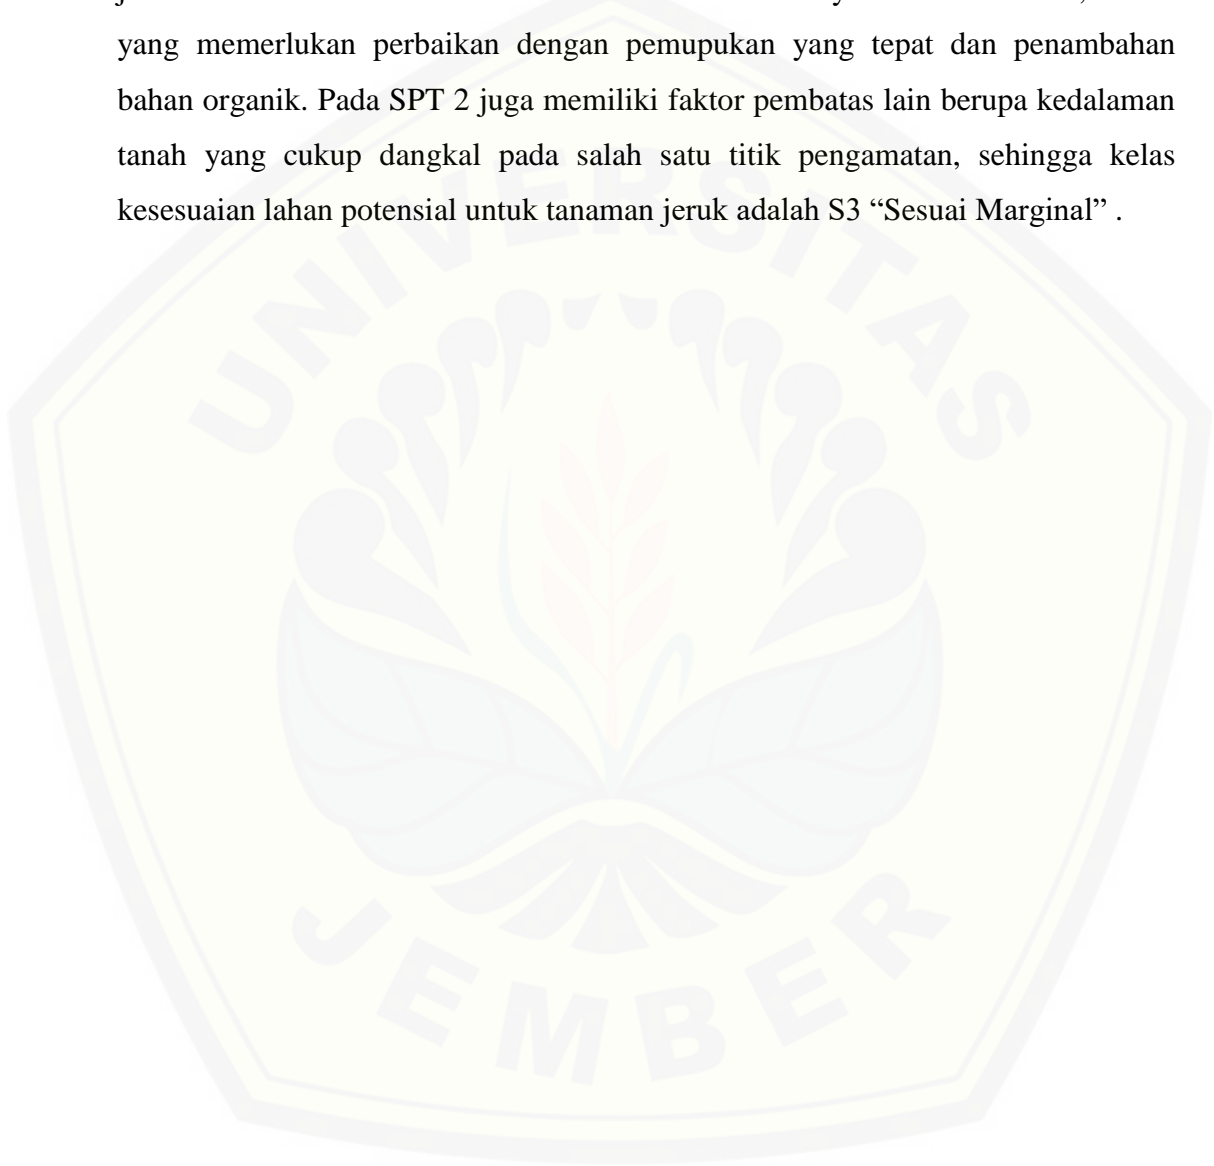 yang memerlukan perbaikan dengan pemupukan yang tepat dan penambahan
bahan organik. Pada SPT 2 juga memiliki faktor pembatas lain berupa kedalaman
tanah yang cukup dangkal pada salah satu titik pengamatan, sehingga kelas
kesesuaian lahan potensial untuk tanaman jeruk adalah S3 “Sesuai Marginal” .
UNIVERSITAS
JEMBER